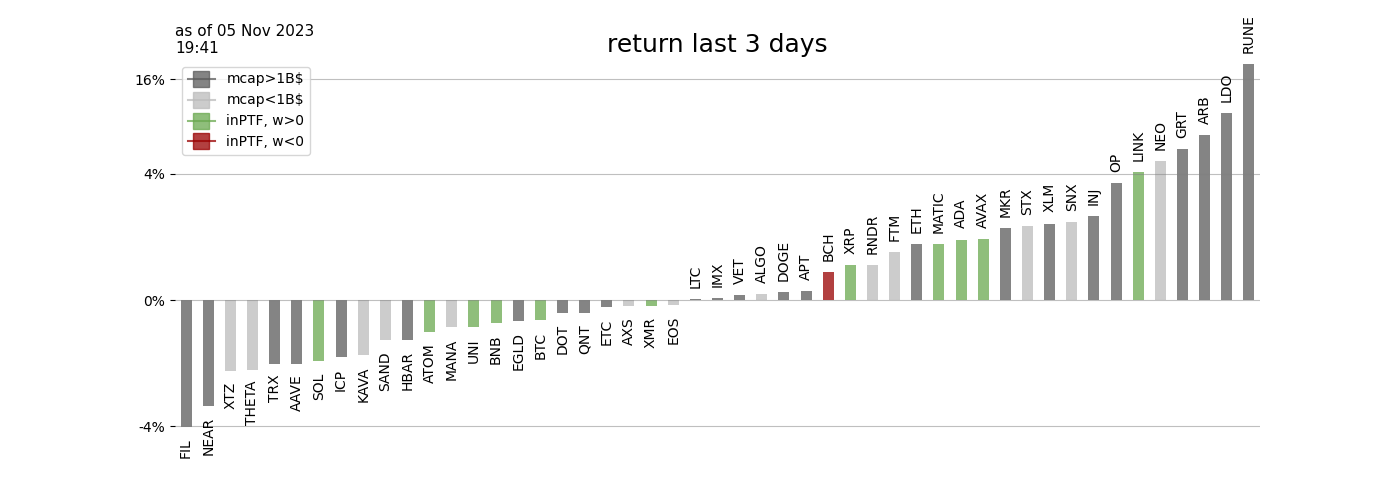 as of 05 Nov 2023
19:41
return last 3 days
mcap>1B$
mcap<1B$
inPTF, w>0
inPTF, w<0
16%
4%
0%
-4%
FIL
NEAR
XTZ
THETA
TRX
AAVE
SOL
ICP
KAVA
SAND
HBAR
ATOM
MANA
UNI
BNB
EGLD
BTC
DOT
QNT
ETC
AXS
XMR
EOS
LTC
IMX
VET
ALGO
DOGE
APT
BCH
XRP
RNDR
FTM
ETH
MATIC
ADA
AVAX
MKR
STX
XLM
SNX
INJ
OP
LINK
NEO
GRT
ARB
LDO
RUNE